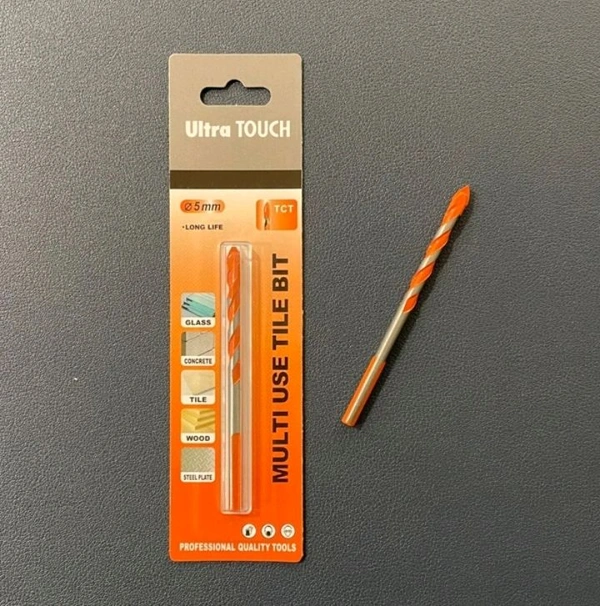 Ultra TOUCH
Ø5mm
TCT
•LONG LIFE
MULTI USE TILE BIT
GLASS
CONCRETE
TILE
WOOD
STEEL PLATE
PROFESSIONAL QUALITY TOOLS